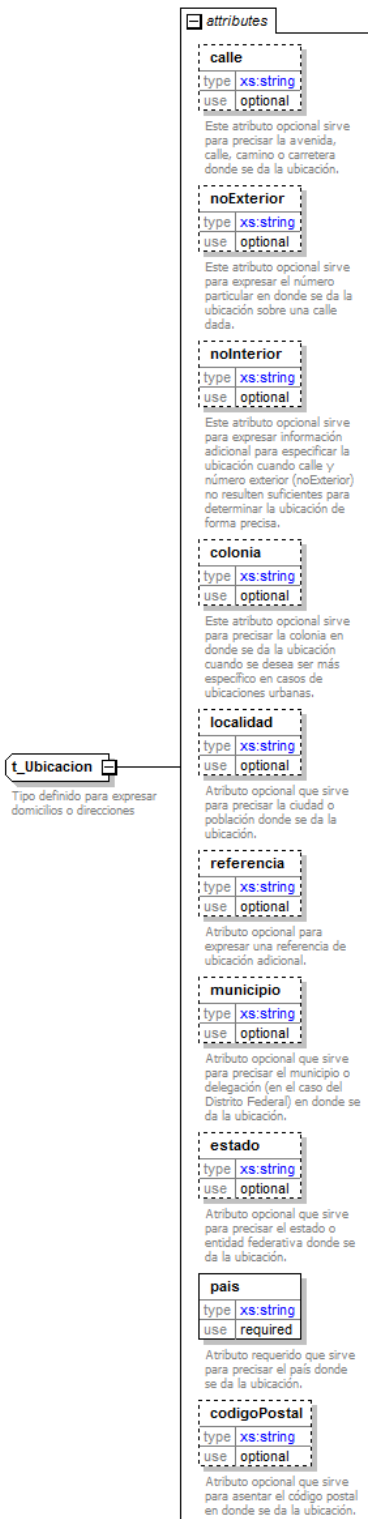 attributes
calle
type xs:string
use optional
Este atributo opcional sirve
para precisar la avenida,
calle, camino o carretera
donde se da la ubicación.
noExterior
type xs:string
use optional
Este atributo opcional sirve
para expresar el número
particular en donde se da la
ubicación sobre una calle
dada.
noInterior
type xs:string
use optional
Este atributo opcional sirve
para expresar información
adicional para especificar la
ubicación cuando calle y
número exterior (noExterior)
no resulten suficientes para
determinar la ubicación de
forma precisa.
colonia
type xs:string
use optional
Este atributo opcional sirve
para precisar la colonia en
donde se da la ubicación
cuando se desea ser más
específico en casos de
ubicaciones urbanas.
localidad
type xs:string
use optional
Atributo opcional que sirve
para precisar la ciudad o
población donde se da la
ubicación.
t_Ubicacion
Tipo definido para expresar
domicilios o direcciones
referencia
type xs:string
use optional
Atributo opcional para
expresar una referencia de
ubicación adicional.
municipio
type xs:string
use optional
Atributo opcional que sirve
para precisar el municipio o
delegación (en el caso del
Distrito Federal) en donde se
da la ubicación.
estado
type xs:string
use optional
Atributo opcional que sirve
para precisar el estado o
entidad federativa donde se
da la ubicación.
pais
type xs:string
use required
Atributo requerido que sirve
para precisar el país donde
se da la ubicación.
codigoPostal
type xs:string
use optional
Atributo opcional que sirve
para asentar el código postal
en donde se da la ubicación.